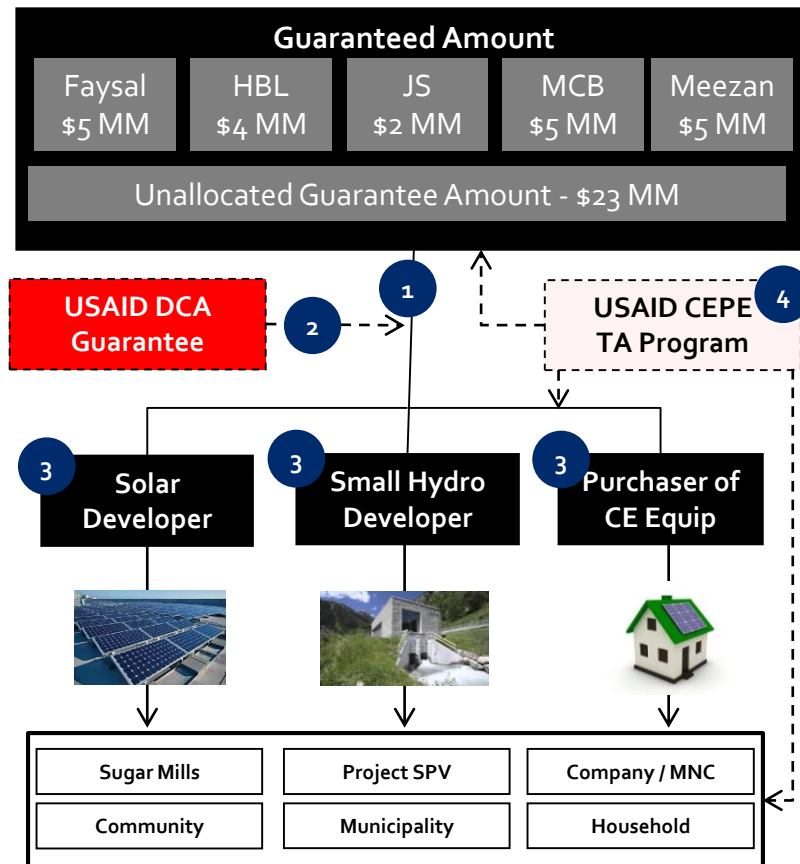 Guaranteed Amount
Faysal
$5 MM
HBL
$4 MM
JS
$2 MM
MCB
$5 MM
Meezan
$5 MM
Unallocated Guarantee Amount - $23 MM
1
USAID DCA
Guarantee
2
USAID CEPE
TA Program
4
3
Solar
Developer
3
Small Hydro
Developer
3
Purchaser of
CE Equip
Sugar Mills
Project SPV
Company / MNC
Community
Municipality
Household